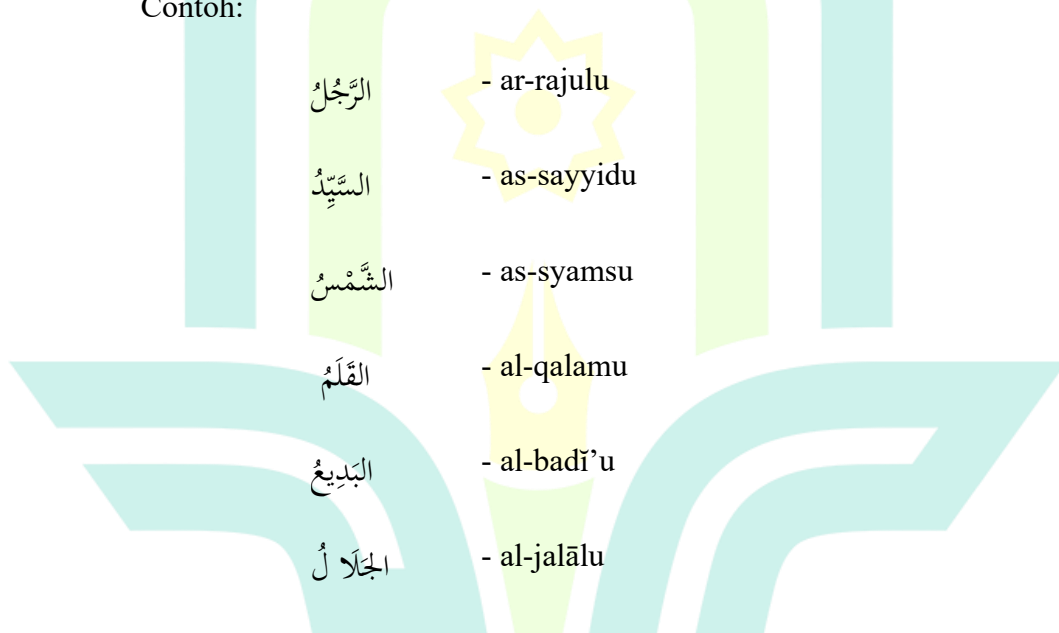 Contoh:
الرَّجُلُ - ar-rajulu
السَّيِّدُ - as-sayyidu
الشَّمْسُ - as-syamsu
القَلَمُ - al-qalamu
البَدِيعُ - al-badĭ’u
الجَلَا لُ - al-jalālu